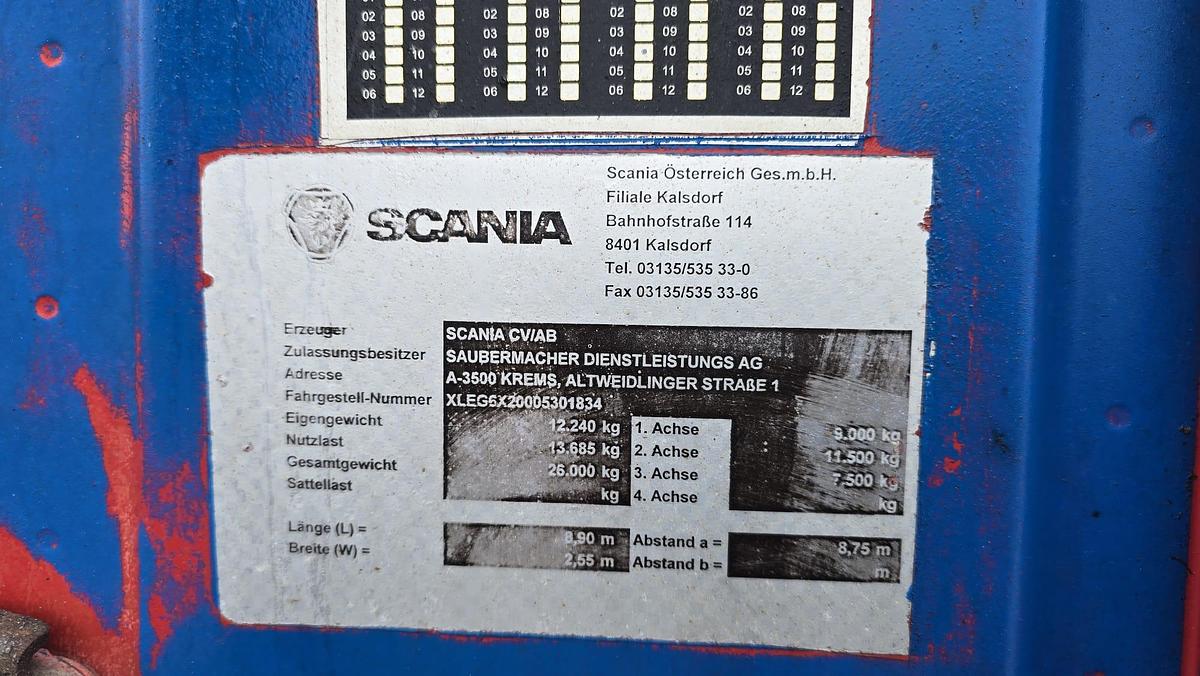 02 08 02 08 02 08 02 08
03 09 03 09 03 09 03 09
04 10 04 10 04 10 04 10
05 11 05 11 05 11 05 11
06 12 06 12 06 12 06 12
SCANIA
Scania Österreich Ges.m.b.H.
Filiale Kalsdorf
Bahnhofstraße 114
8401 Kalsdorf
Tel. 03135/535 33-0
Fax 03135/535 33-86
Erzeuger SCANIA CV/AB
Zulassungsbesitzer SAUBERMACHER DIENSTLEISTUNGS AG
Adresse A-3500 KREMS, ALTWEIDLINGER STRAßE 1
Fahrgestell-Nummer XLEG6X20005301834
Eigengewicht 12.240 kg 1. Achse 9.000 kg
Nutzlast 13.685 kg 2. Achse 11.500 kg
Gesamtgewicht 26.000 kg 3. Achse 7.500 kg
Sattellast kg 4. Achse kg
Länge (L) = 8,90 m Abstand a = 8,75 m
Breite (W) = 2,55 m Abstand b = m